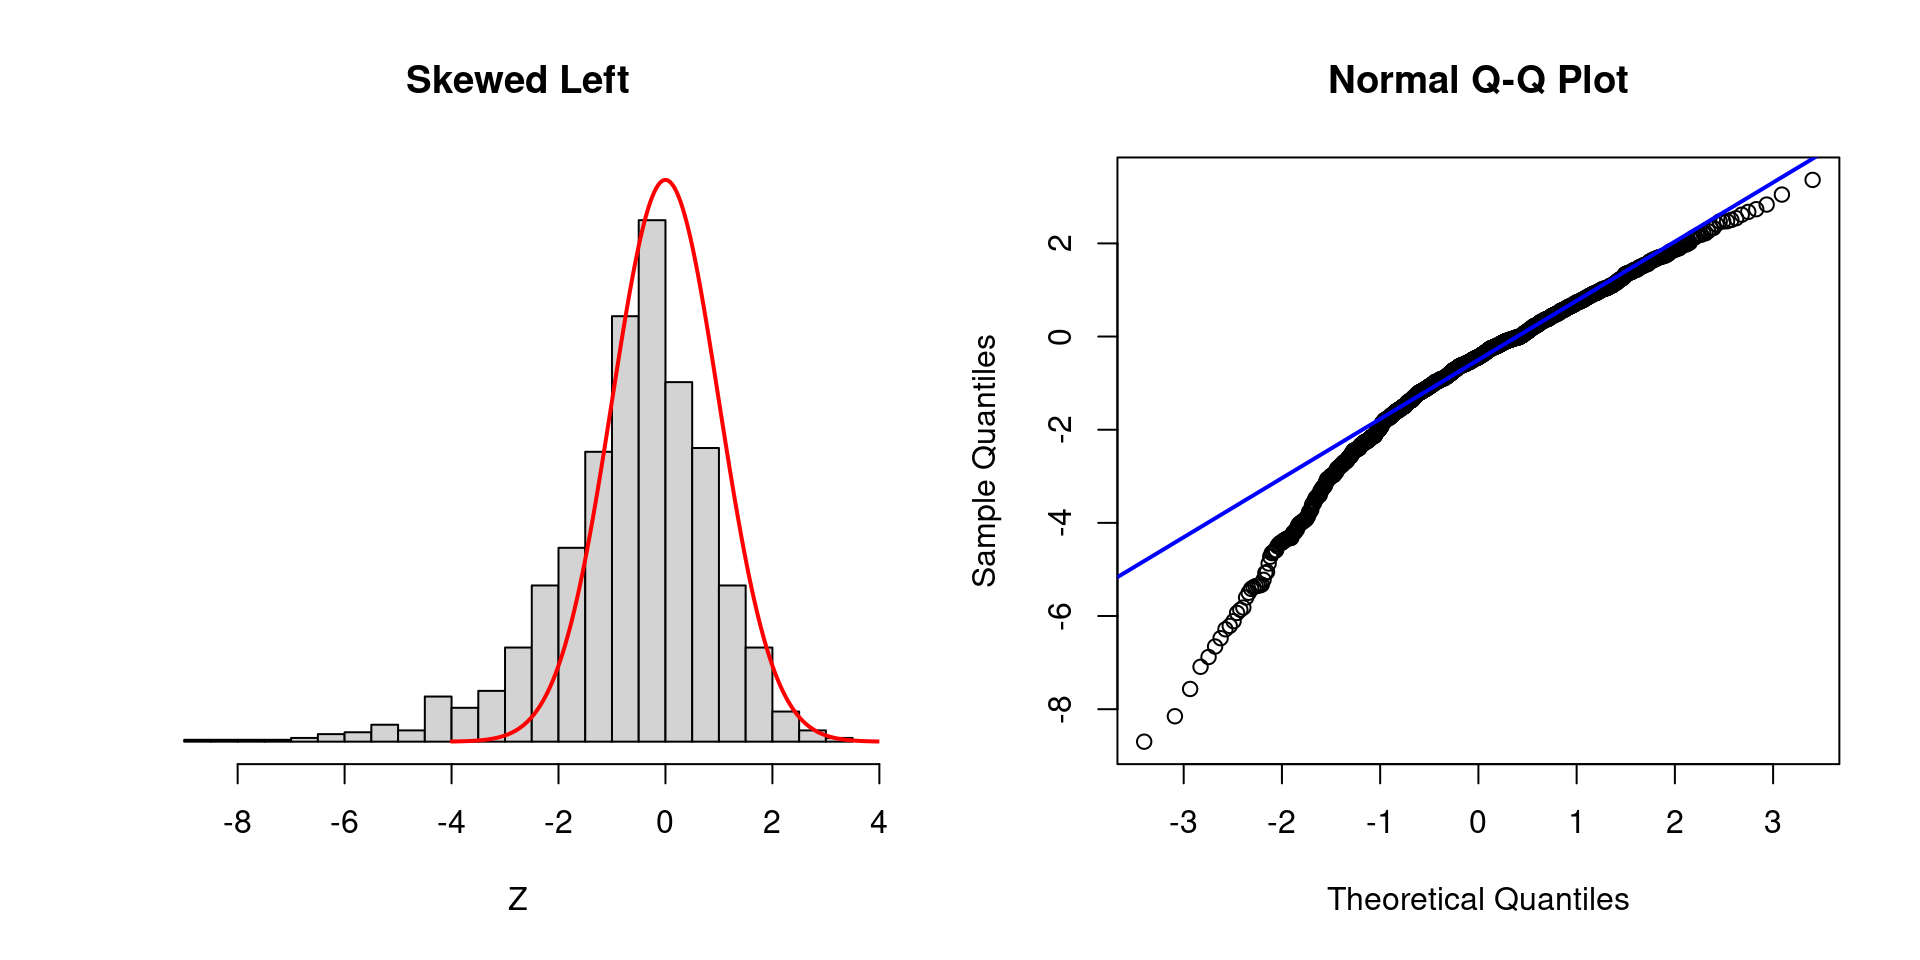 Skewed Left
-8 -6 -4 -2 0 2 4
Z
Normal Q-Q Plot
Sample Quantiles
2
0
-2
-4
-6
-8
-3 -2 -1 0 1 2 3
Theoretical Quantiles